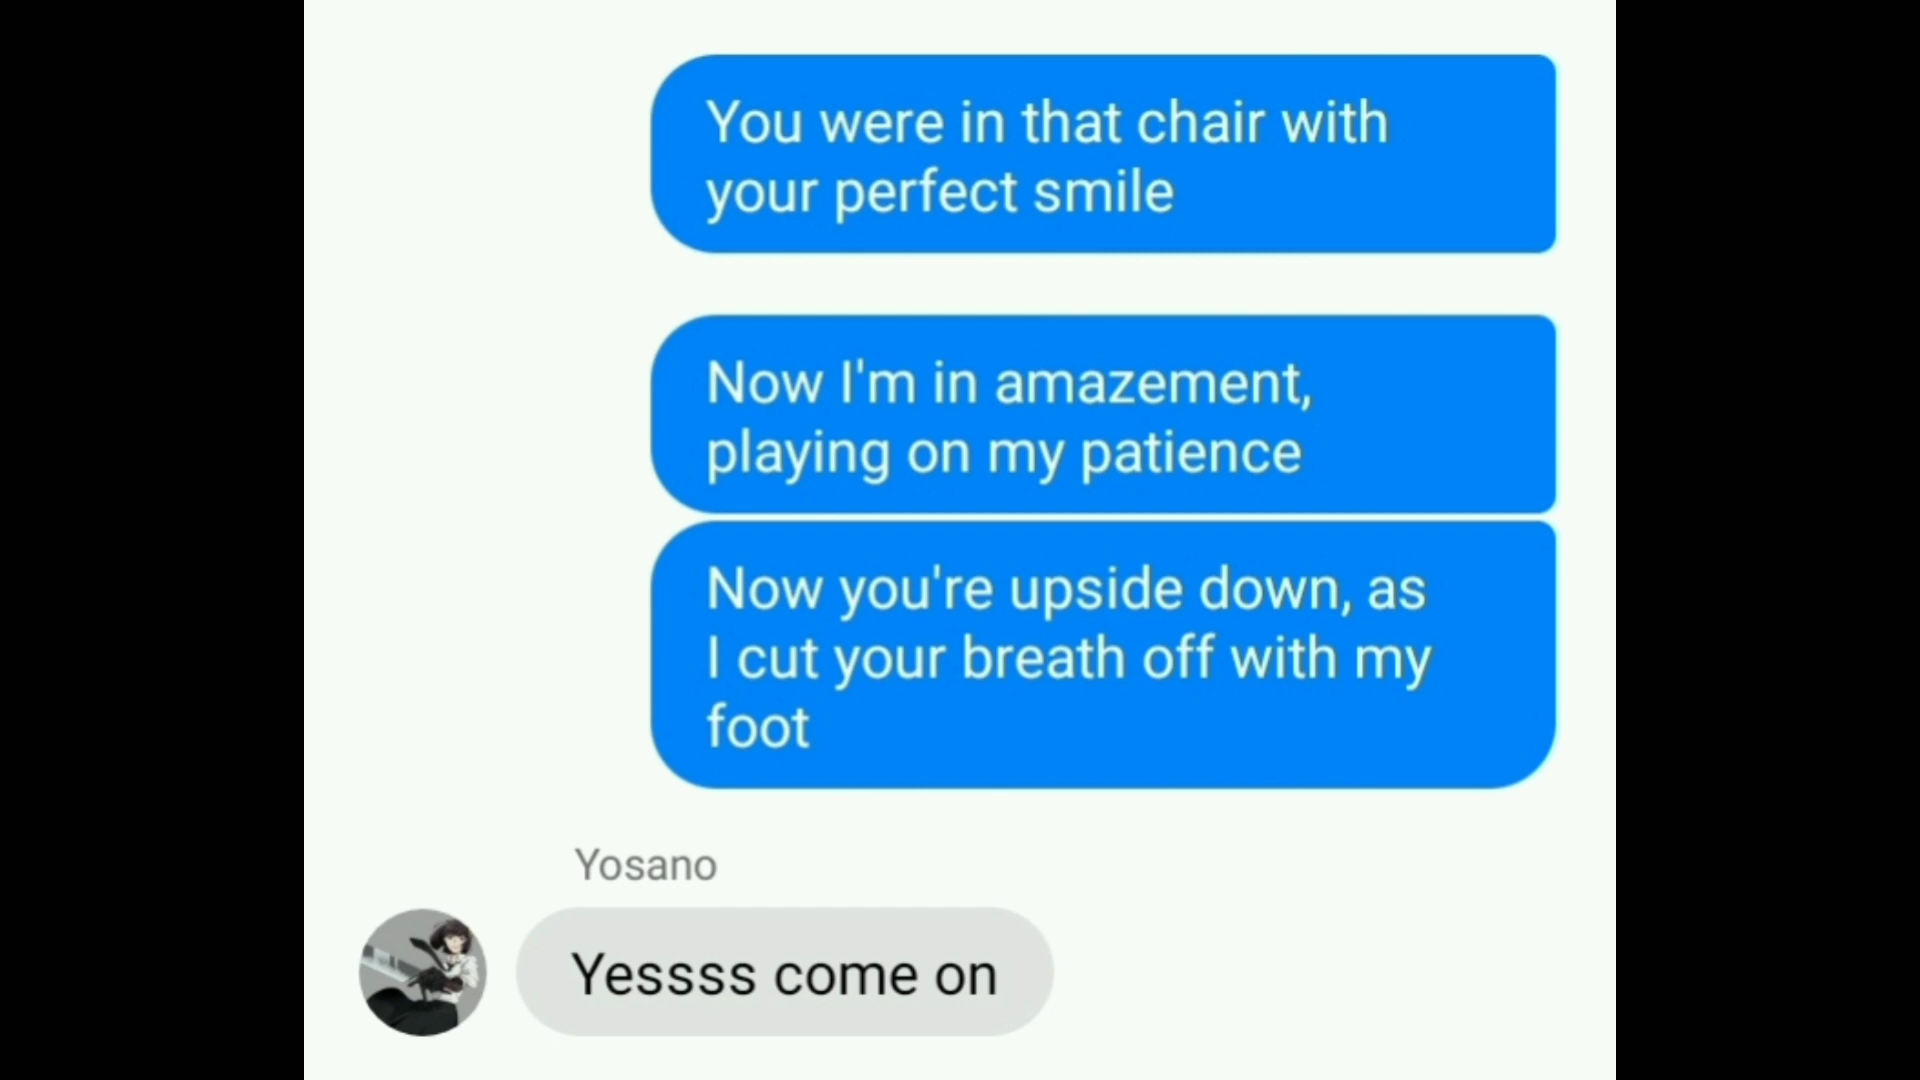 You were in that chair with
your perfect smile
Now I'm in amazement,
playing on my patience
Now you're upside down, as
I cut your breath off with my
foot
Yosano
Yessss come on